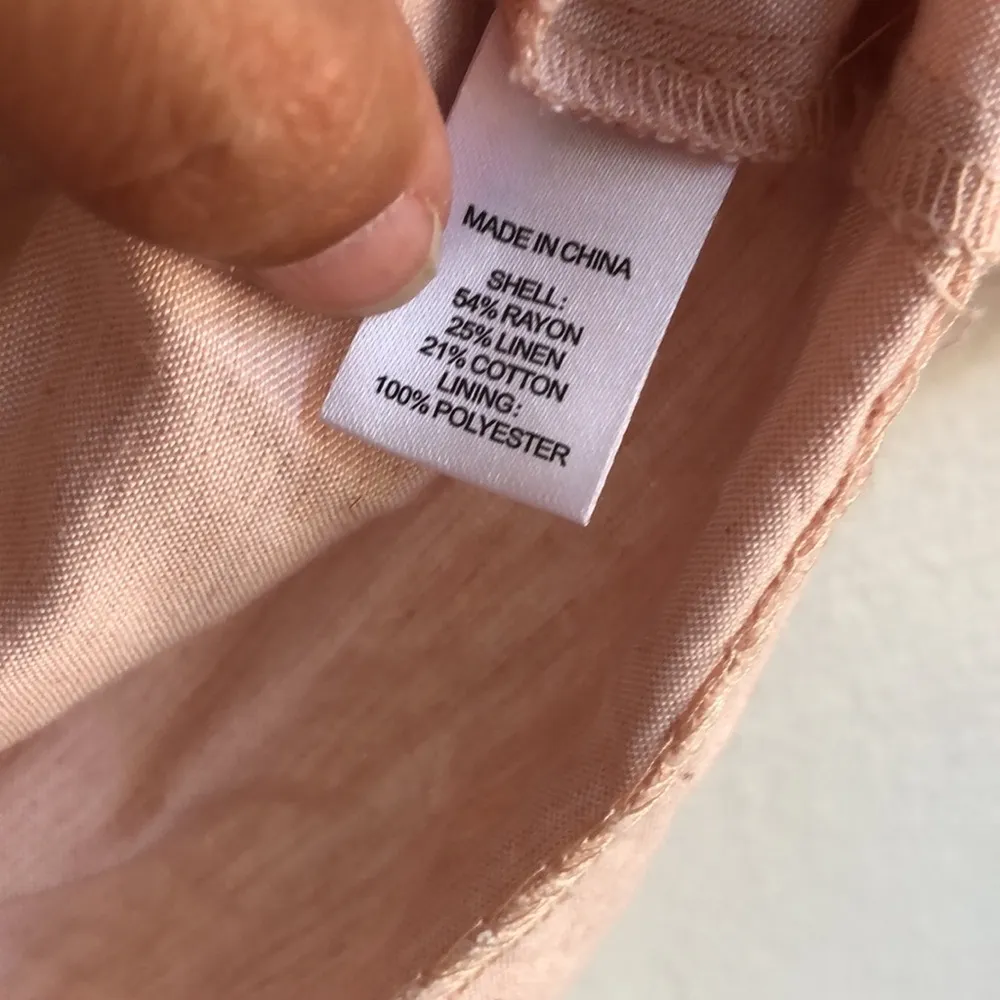 MADE IN CHINA
SHELL:
54% RAYON
25% LINEN
21% COTTON
LINING:
100% POLYESTER